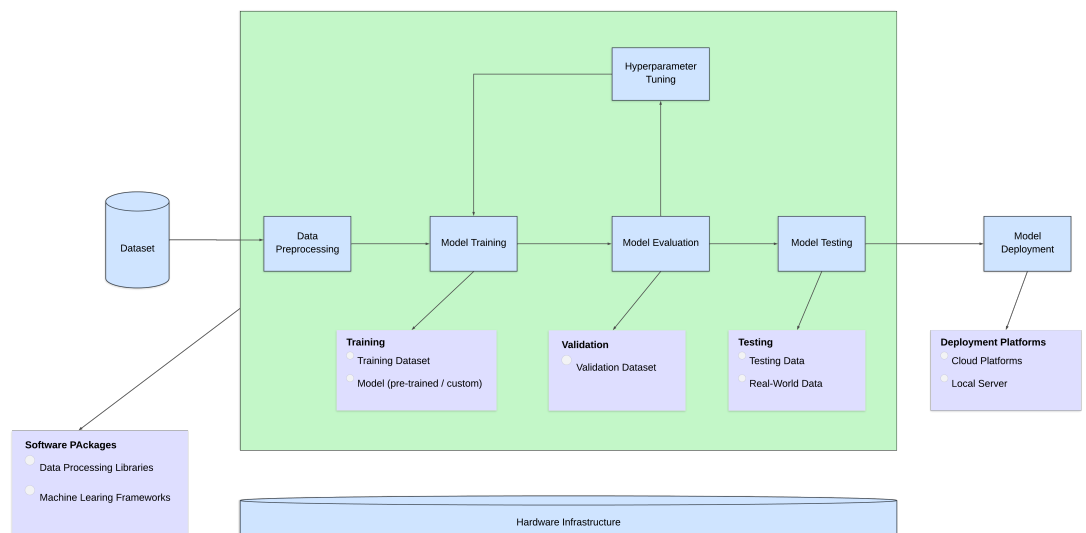 Hyperparameter
Tuning
Dataset
Data
Preprocessing
Model Training
Model Evaluation
Model Testing
Model
Deployment
Training
Training Dataset
Model (pre-trained / custom)
Validation
Validation Dataset
Testing
Testing Data
Real-World Data
Deployment Platforms
Cloud Platforms
Local Server
Software PAckages
Data Processing Libraries
Machine Learing Frameworks
Hardware Infrastructure